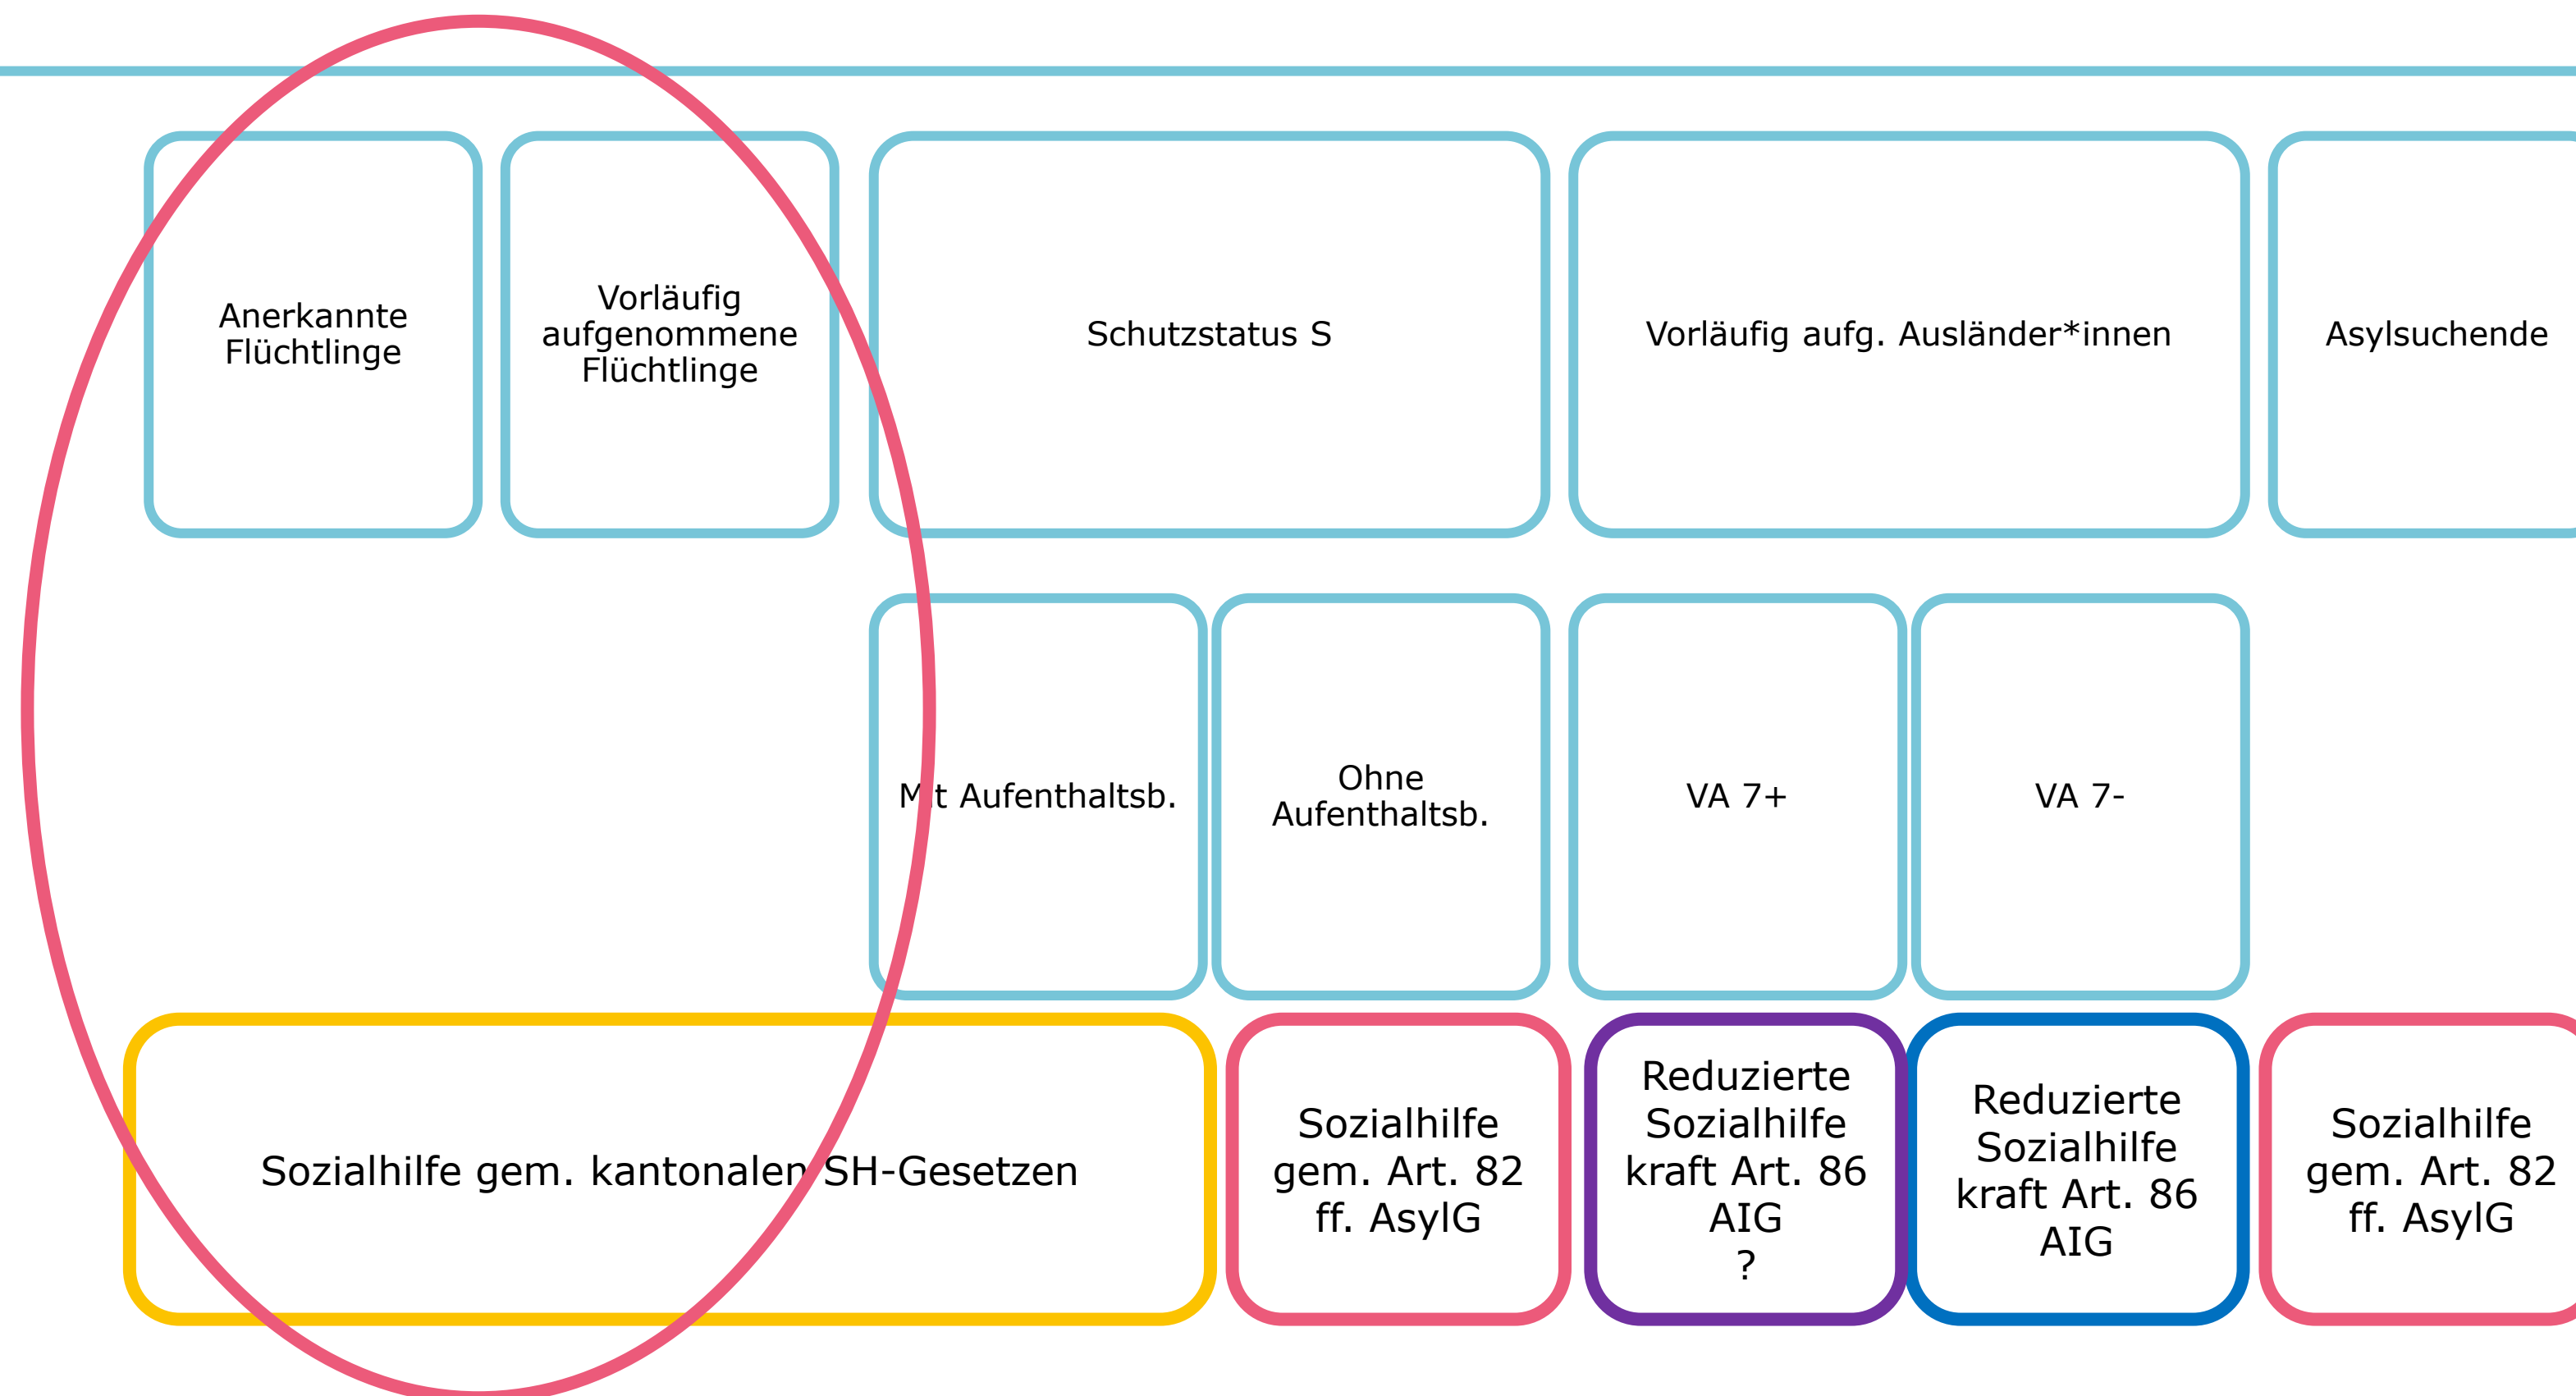 Anerkannte
Flüchtlinge
Vorläufig
aufgenommene
Flüchtlinge
Schutzstatus S
Vorläufig aufg. Ausländer*innen
Asylsuchende
Mit Aufenthaltsb.
Ohne
Aufenthaltsb.
VA 7+
VA 7-
Sozialhilfe gem. kantonalen SH-Gesetzen
Sozialhilfe
gem. Art. 82
ff. AsylG
Reduzierte
Sozialhilfe
kraft Art. 86
AIG
?
Reduzierte
Sozialhilfe
kraft Art. 86
AIG
Sozialhilfe
gem. Art. 82
ff. AsylG